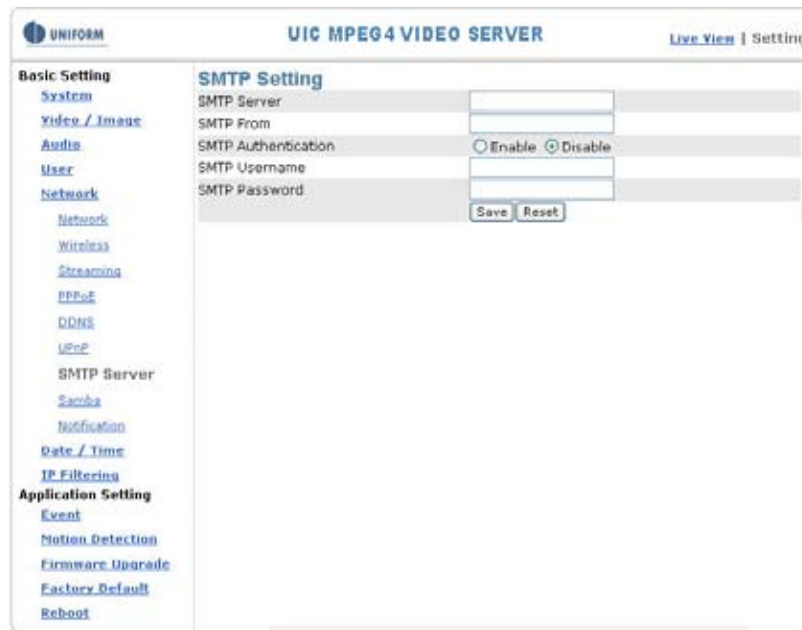 UNIFORM
UIC MPEG4 VIDEO SERVER
Live View | Setting
Basic Setting
System
Video / Image
Audio
User
Network
Network
Wireless
Streaming
PPPoE
DDNS
UPnP
SMTP Server
Samba
Notification
Date / Time
IP Filtering
Application Setting
Event
Motion Detection
Firmware Upgrade
Factory Default
Reboot
SMTP Setting
SMTP Server
SMTP From
SMTP Authentication Enable Disable
SMTP Username
SMTP Password
Save Reset